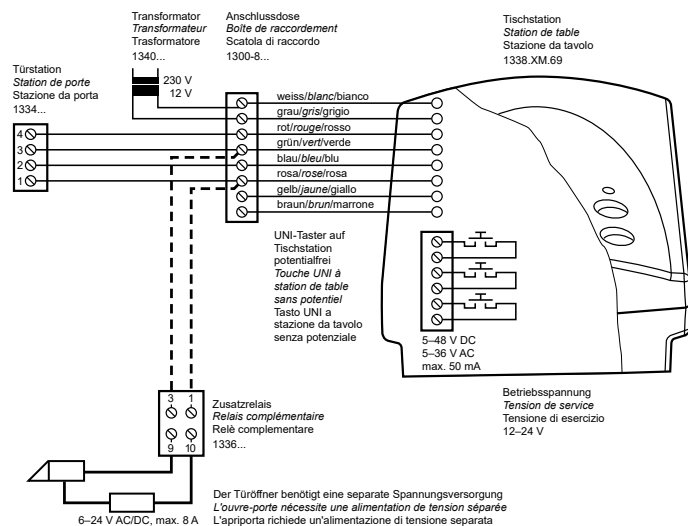 Transformator
Transformateur
Trasformatore
1340...
Anschlussdose
Boîte de raccordement
Scatola di raccordo
1300-8...
Tischstation
Station de table
Stazione da tavolo
1338.XM.69
Türstation
Station de porte
Stazione da porta
1334...
230 V
12 V
4
3
2
1
weiss/blanc/bianco
grau/gris/grigio
rot/rouge/rosso
grün/vert/verde
blau/bleu/blu
rosa/rose/rosa
gelb/jaune/giallo
braun/brun/marrone
UNI-Taster auf
Tischstation
potentialfrei
Touche UNI à
station de table
sans potentiel
Tasto UNI a
stazione da tavolo
senza potenziale
5–48 V DC
5–36 V AC
max. 50 mA
Betriebsspannung
Tension de service
Tensione di esercizio
12–24 V
3 1
9 10
Zusatzrelais
Relais complémentaire
Relè complementare
1336...
6–24 V AC/DC, max. 8 A
Der Türöffner benötigt eine separate Spannungsversorgung
L'ouvre-porte nécessite une alimentation de tension séparée
L'apriporta richiede un'alimentazione di tensione separata